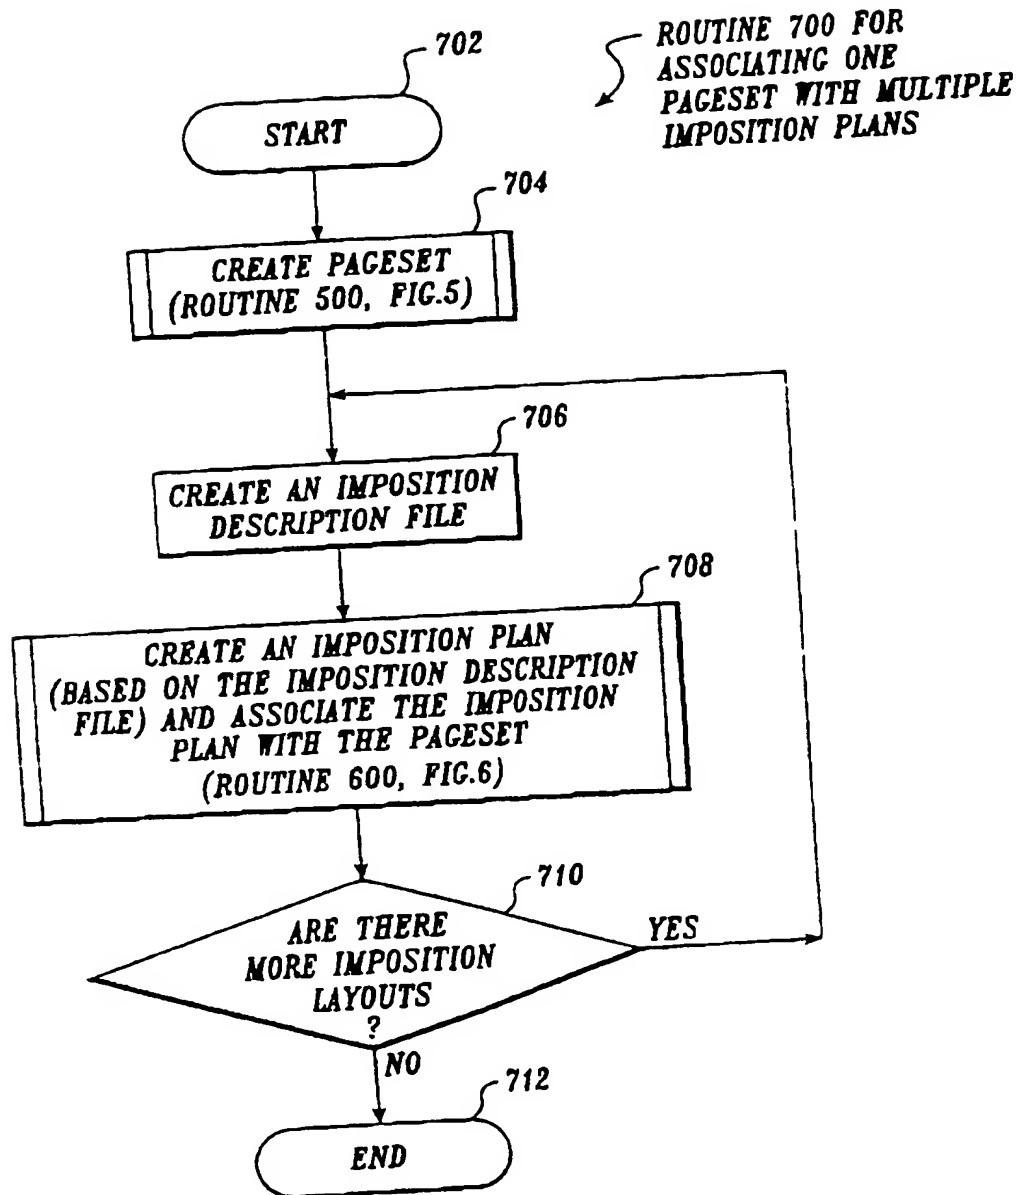 702
ROUTINE 700 FOR
ASSOCIATING ONE
PAGESET WITH MULTIPLE
IMPOSITION PLANS
START
704
CREATE PAGESET
(ROUTINE 500, FIG.5)
706
CREATE AN IMPOSITION
DESCRIPTION FILE
708
CREATE AN IMPOSITION PLAN
(BASED ON THE IMPOSITION DESCRIPTION
FILE) AND ASSOCIATE THE IMPOSITION
PLAN WITH THE PAGESET
(ROUTINE 600, FIG.6)
710
ARE THERE
MORE IMPOSITION
LAYOUTS
?
YES
NO
712
END